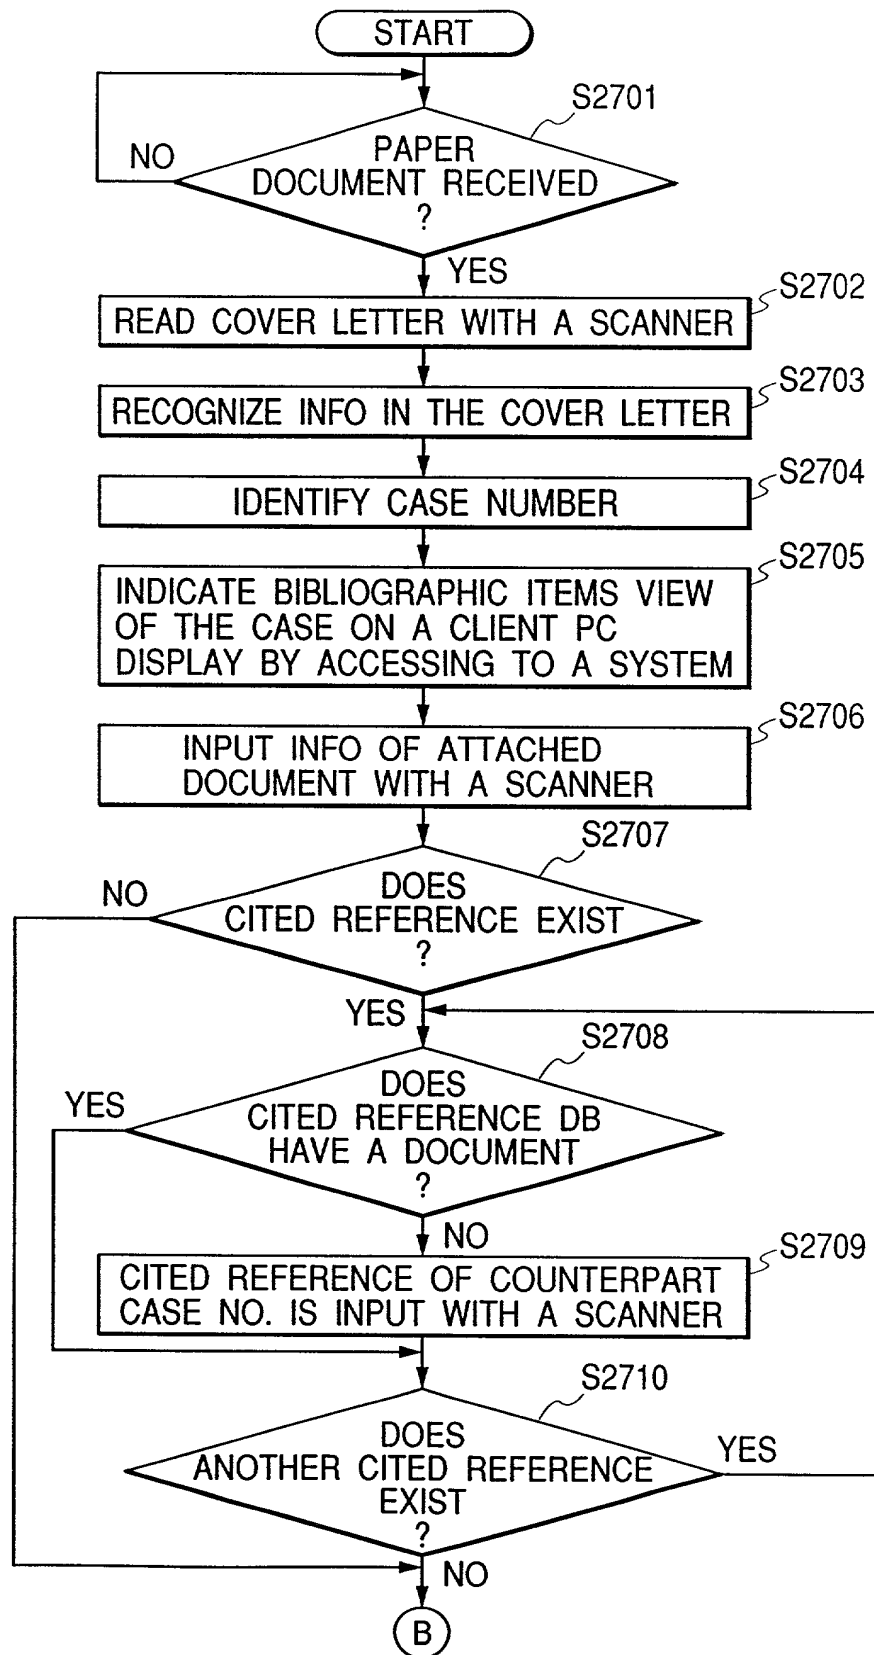 START
S2701
NO
PAPER
DOCUMENT RECEIVED
?
YES
S2702
READ COVER LETTER WITH A SCANNER
S2703
RECOGNIZE INFO IN THE COVER LETTER
S2704
IDENTIFY CASE NUMBER
S2705
INDICATE BIBLIOGRAPHIC ITEMS VIEW
OF THE CASE ON A CLIENT PC
DISPLAY BY ACCESSING TO A SYSTEM
S2706
INPUT INFO OF ATTACHED
DOCUMENT WITH A SCANNER
S2707
NO
DOES
CITED REFERENCE EXIST
?
YES
S2708
YES
DOES
CITED REFERENCE DB
HAVE A DOCUMENT
?
NO
S2709
CITED REFERENCE OF COUNTERPART
CASE NO. IS INPUT WITH A SCANNER
S2710
DOES
ANOTHER CITED REFERENCE
EXIST
?
YES
NO
B